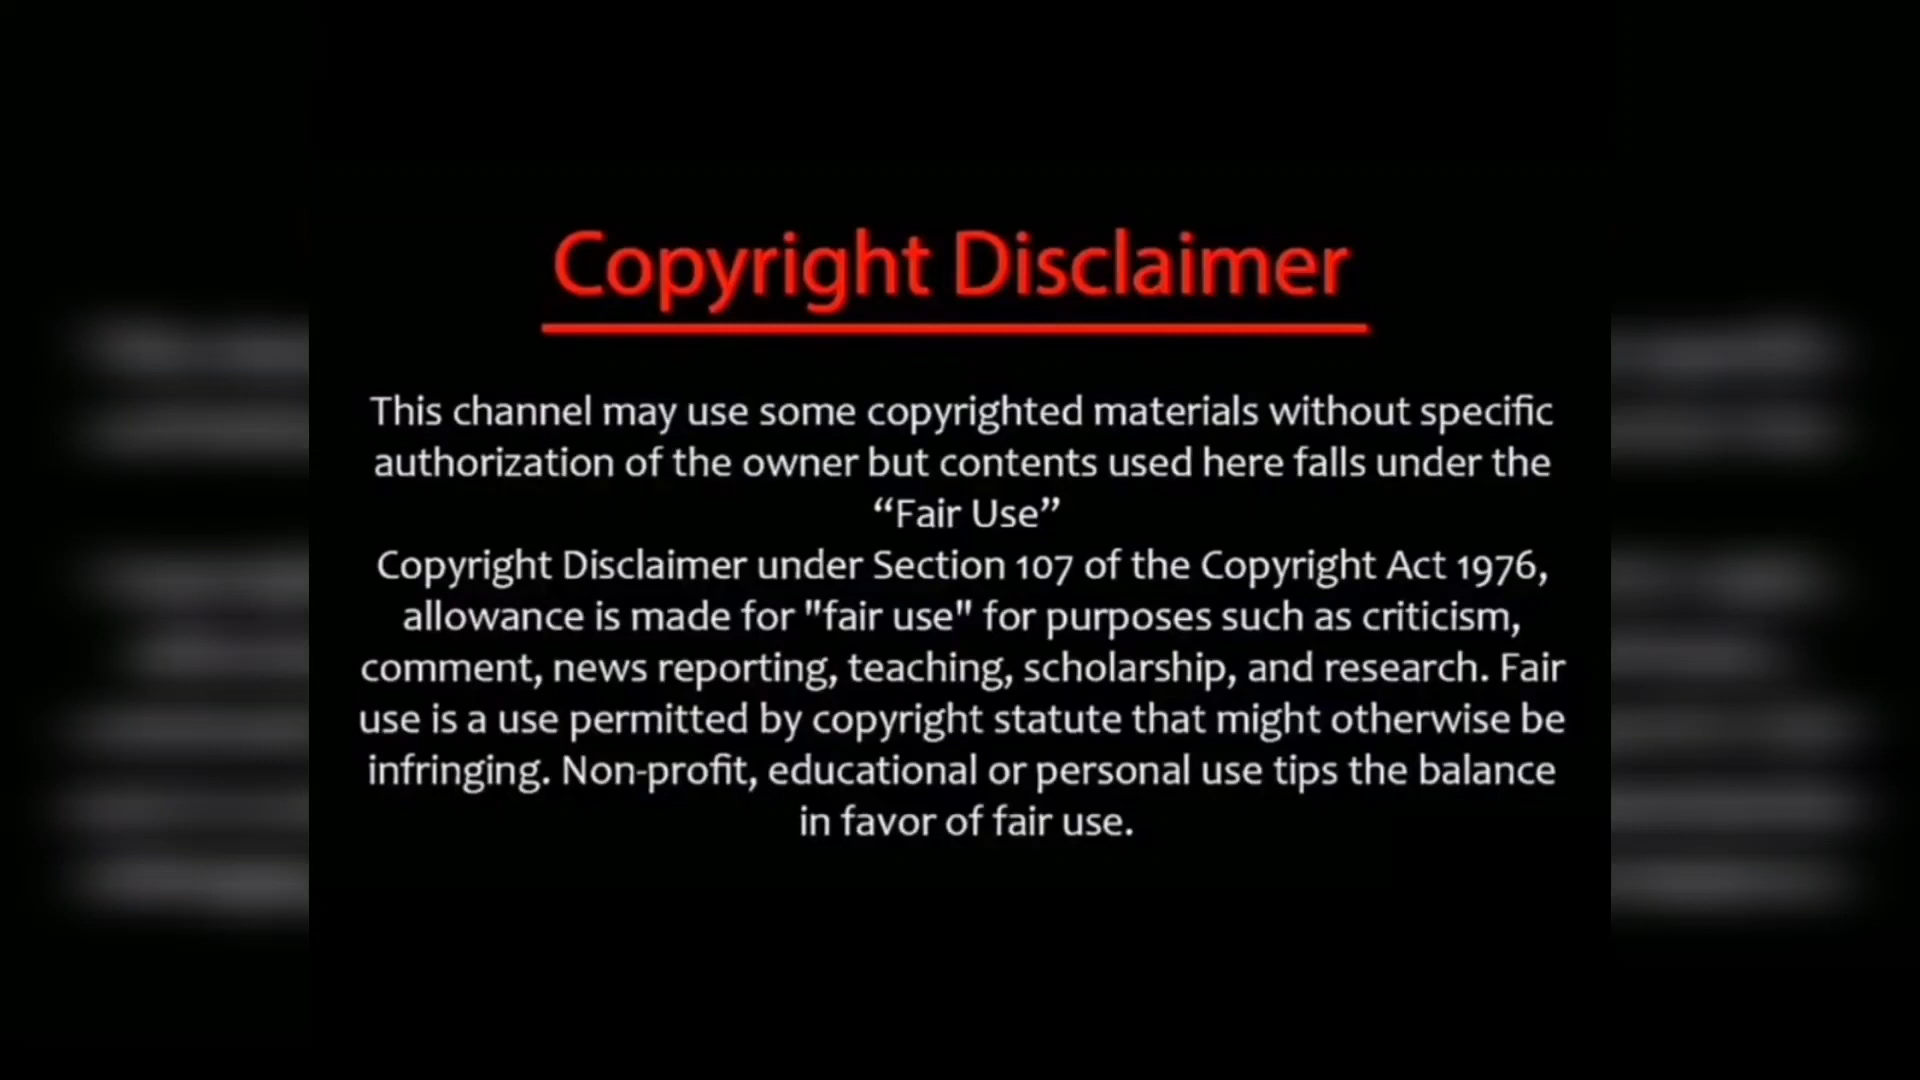 Copyright Disclaimer
This channel may use some copyrighted materials without specific
authorization of the owner but contents used here falls under the
“Fair Use”
Copyright Disclaimer under Section 107 of the Copyright Act 1976,
allowance is made for "fair use" for purposes such as criticism,
comment, news reporting, teaching, scholarship, and research. Fair
use is a use permitted by copyright statute that might otherwise be
infringing. Non-profit, educational or personal use tips the balance
in favor of fair use.